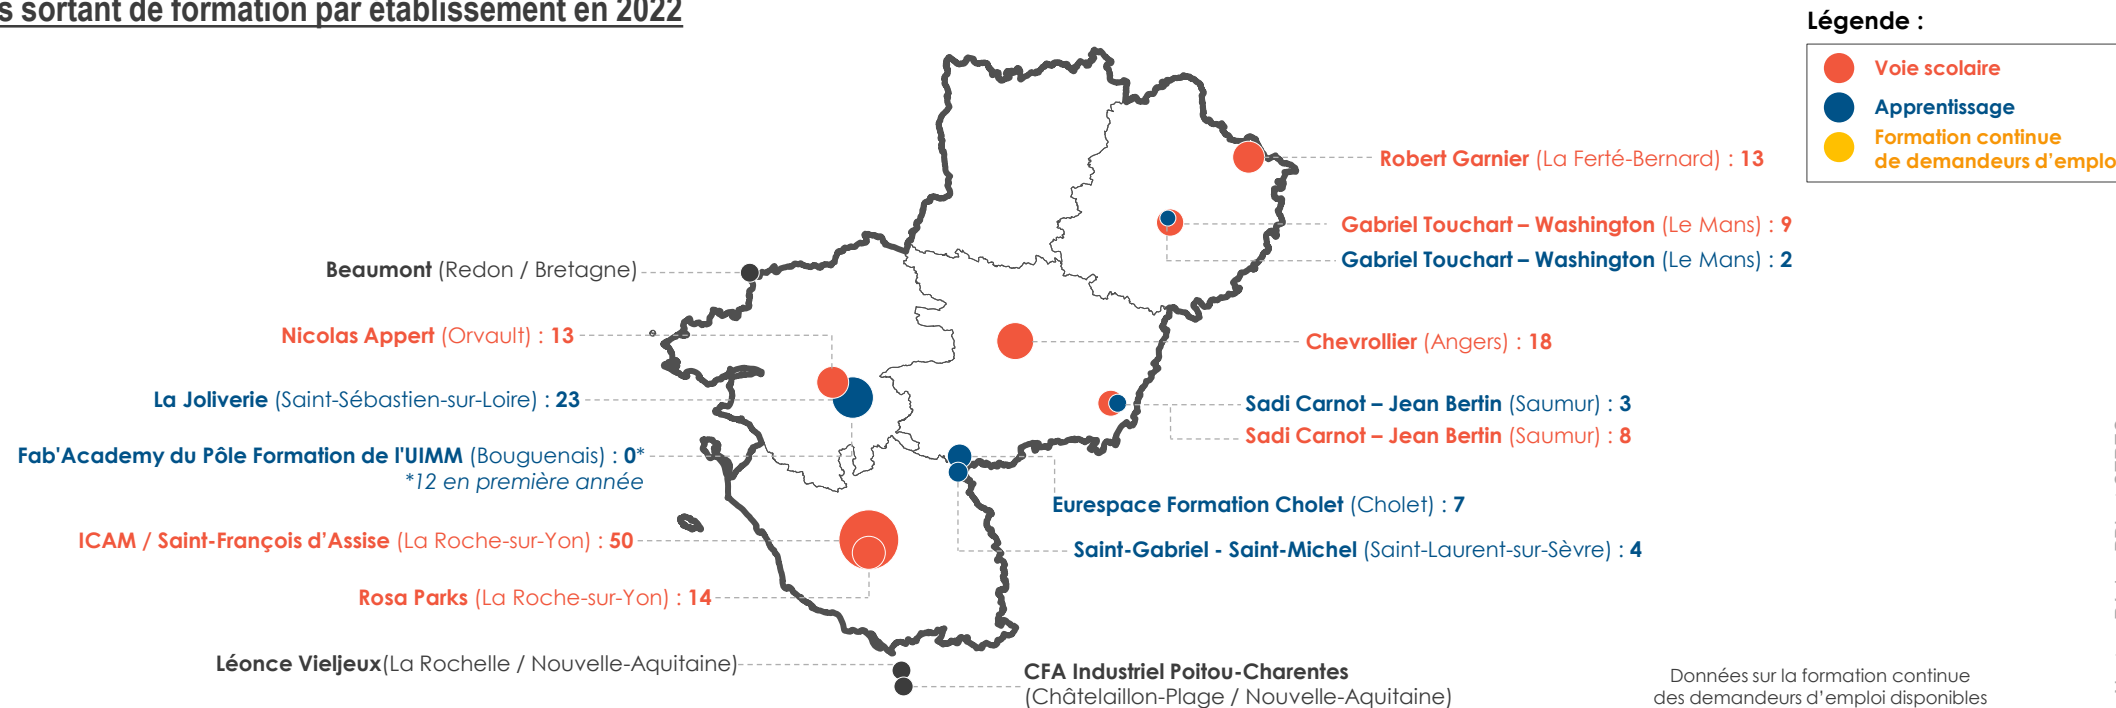 s sortant de formation par établissement en 2022
Légende :
Voie scolaire
Apprentissage
Formation continue
de demandeurs d'emplo
Robert Garnier (La Ferté-Bernard) : 13
Gabriel Touchart – Washington (Le Mans) : 9
Gabriel Touchart – Washington (Le Mans) : 2
Beaumont (Redon / Bretagne)
Nicolas Appert (Orvault) : 13
Chevrollier (Angers) : 18
La Joliverie (Saint-Sébastien-sur-Loire) : 23
Sadi Carnot – Jean Bertin (Saumur) : 3
Sadi Carnot – Jean Bertin (Saumur) : 8
Fab'Academy du Pôle Formation de l'UIMM (Bouguenais) : 0*
*12 en première année
Eurespace Formation Cholet (Cholet) : 7
ICAM / Saint-François d'Assise (La Roche-sur-Yon) : 50
Saint-Gabriel - Saint-Michel (Saint-Laurent-sur-Sèvre) : 4
Rosa Parks (La Roche-sur-Yon) : 14
Léonce Vieljeux(La Rochelle / Nouvelle-Aquitaine)
CFA Industriel Poitou-Charentes
(Châtelaillon-Plage / Nouvelle-Aquitaine)
Données sur la formation continue
des demandeurs d'emploi disponibles